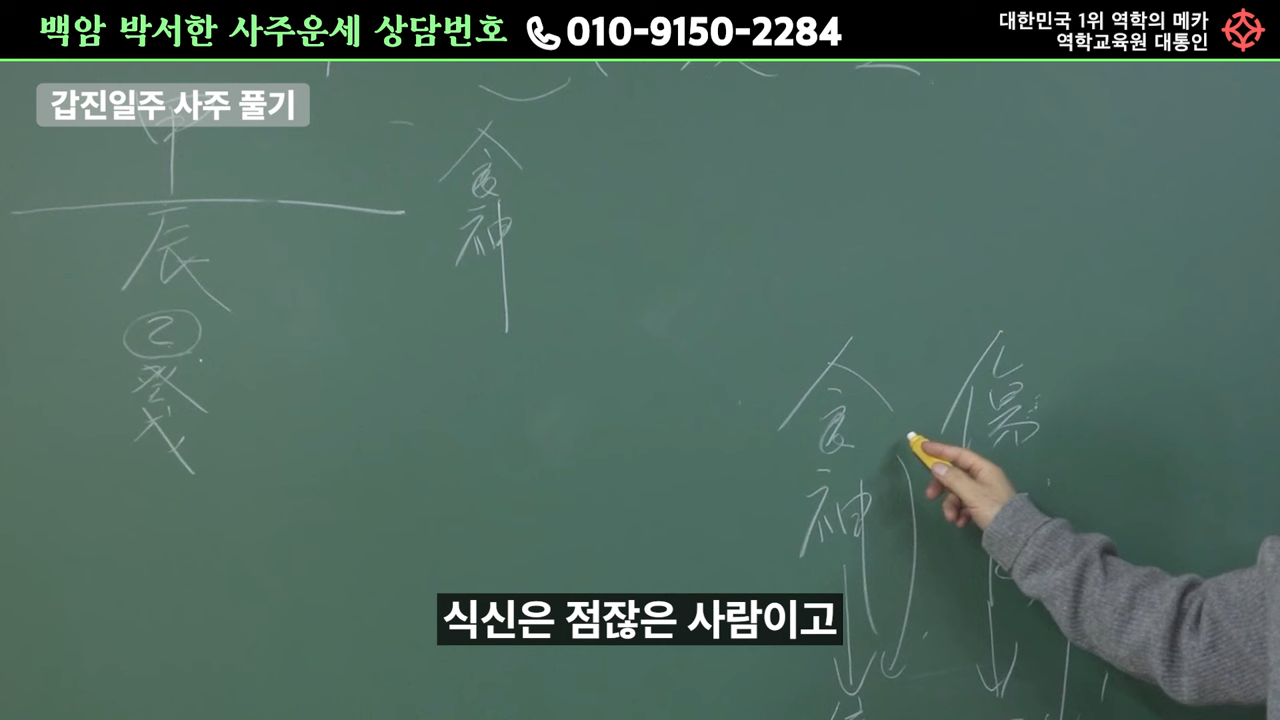 백암 박서한 사주운세 상담번호 010-9150-2284
대한민국 1위 역학의 메카
역학교육원 대통인
갑진일주 사주 풀기
甲
辰
乙
癸
戊
食
神
食
神
傷
식신은 점잖은 사람이고